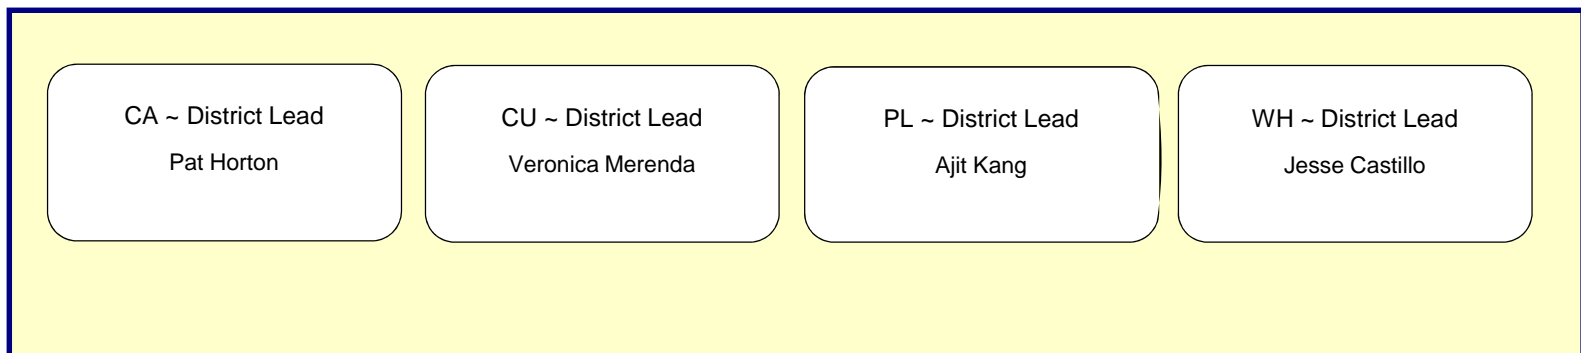 CA ~ District Lead
Pat Horton
CU ~ District Lead
Veronica Merenda
PL ~ District Lead
Ajit Kang
WH ~ District Lead
Jesse Castillo